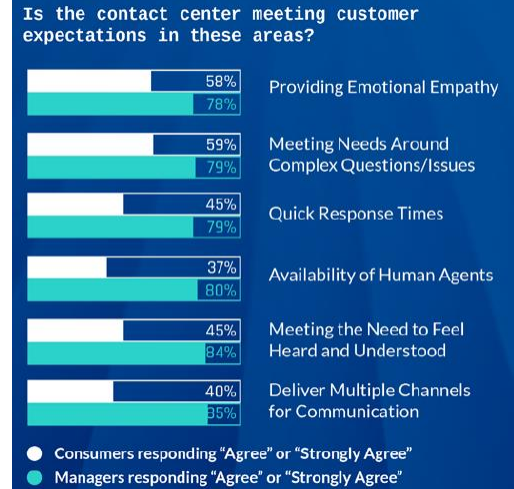 Is the contact center meeting customer
expectations in these areas?
58%
78%
Providing Emotional Empathy
59%
79%
Meeting Needs Around
Complex Questions/Issues
45%
79%
Quick Response Times
37%
80%
Availability of Human Agents
45%
84%
Meeting the Need to Feel
Heard and Understood
40%
85%
Deliver Multiple Channels
for Communication
Consumers responding “Agree” or “Strongly Agree”
Managers responding “Agree” or “Strongly Agree”